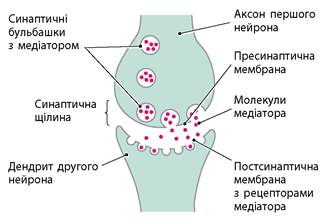 Синаптичні
бульбашки
з медіатором
Синаптична
щілина
Дендрит другого
нейрона
Аксон першого
нейрона
Пресинаптична
мембрана
Молекули
медіатора
Постсинаптична
мембрана
з рецепторами
медіатора